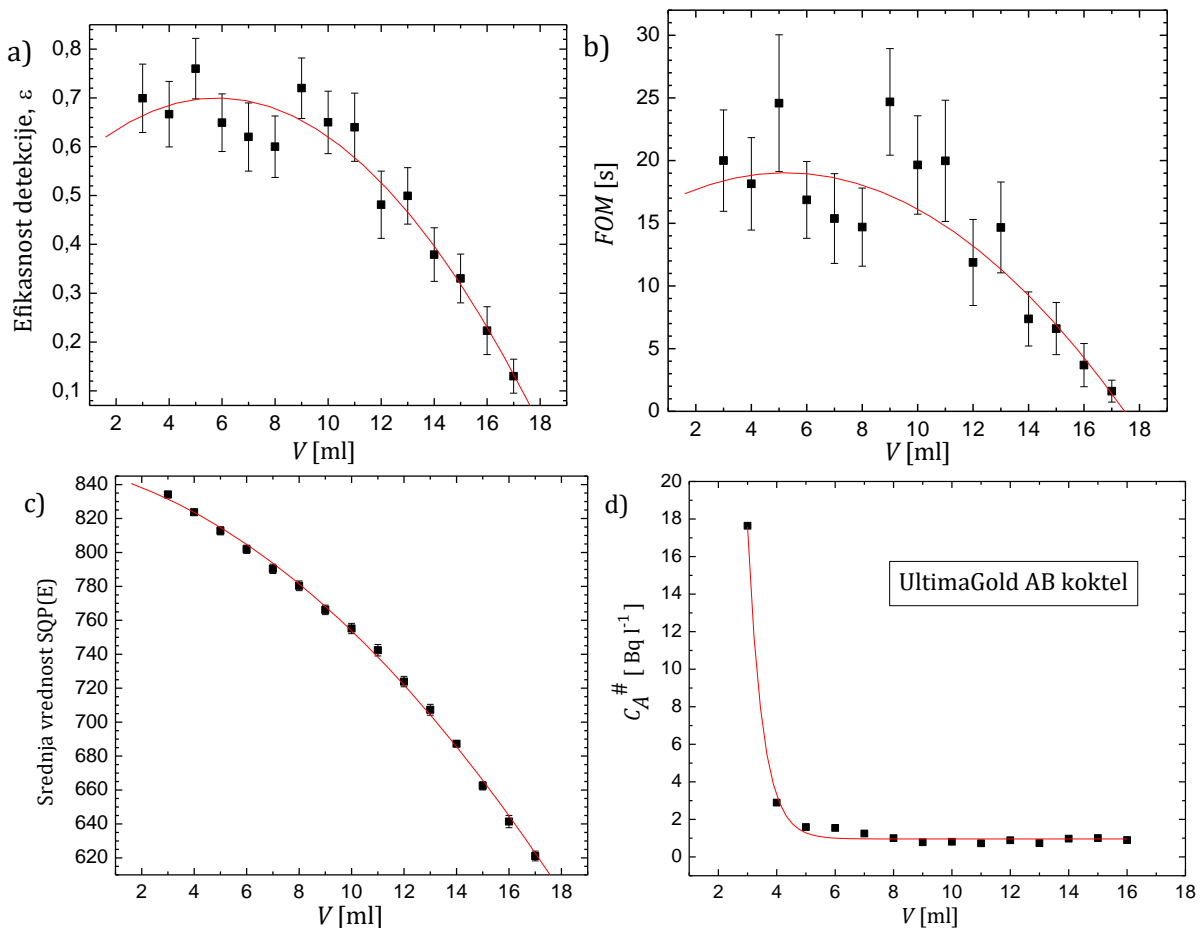 a)
Efikasnost detekcije, ε
0,8
0,7
0,6
0,5
0,4
0,3
0,2
0,1
2 4 6 8 10 12 14 16 18
V [ml]
b)
FOM [s]
30
25
20
15
10
5
0
2 4 6 8 10 12 14 16 18
V [ml]
c)
Srednja vrednost SQP(E)
840
820
800
780
760
740
720
700
680
660
640
620
2 4 6 8 10 12 14 16 18
V [ml]
d)
C_A^# [ Bq l^-1 ]
20
18
16
14
12
10
8
6
4
2
0
UltimaGold AB koktel
2 4 6 8 10 12 14 16 18
V [ml]